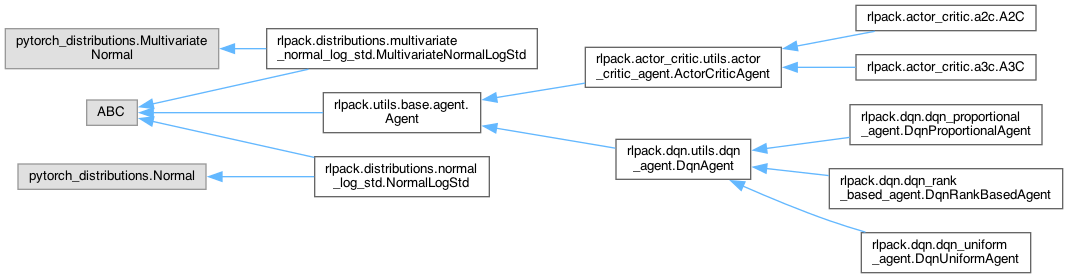 pytorch_distributions.Multivariate
Normal
ABC
pytorch_distributions.Normal
rlpack.distributions.multivariate
_normal_log_std.MultivariateNormalLogStd
rlpack.utils.base.agent.
Agent
rlpack.distributions.normal
_log_std.NormalLogStd
rlpack.actor_critic.utils.actor
_critic_agent.ActorCriticAgent
rlpack.dqn.utils.dqn
_agent.DqnAgent
rlpack.actor_critic.a2c.A2C
rlpack.actor_critic.a3c.A3C
rlpack.dqn.dqn_proportional
_agent.DqnProportionalAgent
rlpack.dqn.dqn_rank
_based_agent.DqnRankBasedAgent
rlpack.dqn.dqn_uniform
_agent.DqnUniformAgent